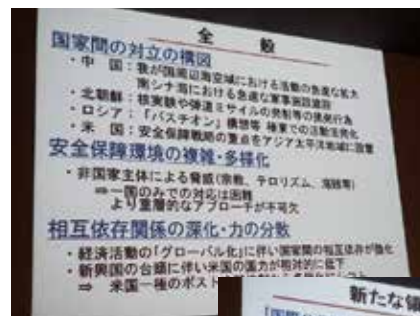 全 般
国家間の対立の構図
・中 国：我が国周辺海空域における活動の急速な拡大
南シナ海における急速な軍事施設建設
・北朝鮮：核実験や弾道ミサイルの発射等の挑発行為
・ロシア：「バスチオン」構想等 極東での活動活発化
・米 国：安全保障戦略の重点をアジア太平洋地域に設置
安全保障環境の複雑・多様化
・非国家主体による脅威(宗教、テロリズム、海賊等)
⇒一国のみでの対応は困難
より重層的なアプローチが不可欠
相互依存関係の深化・力の分散
・経済活動の「グローバル化」に伴い国家間の相互依存が強化
・新興国の台頭に伴い米国の国力が相対的に低下
⇒ 米国一極のポスト
新たな領